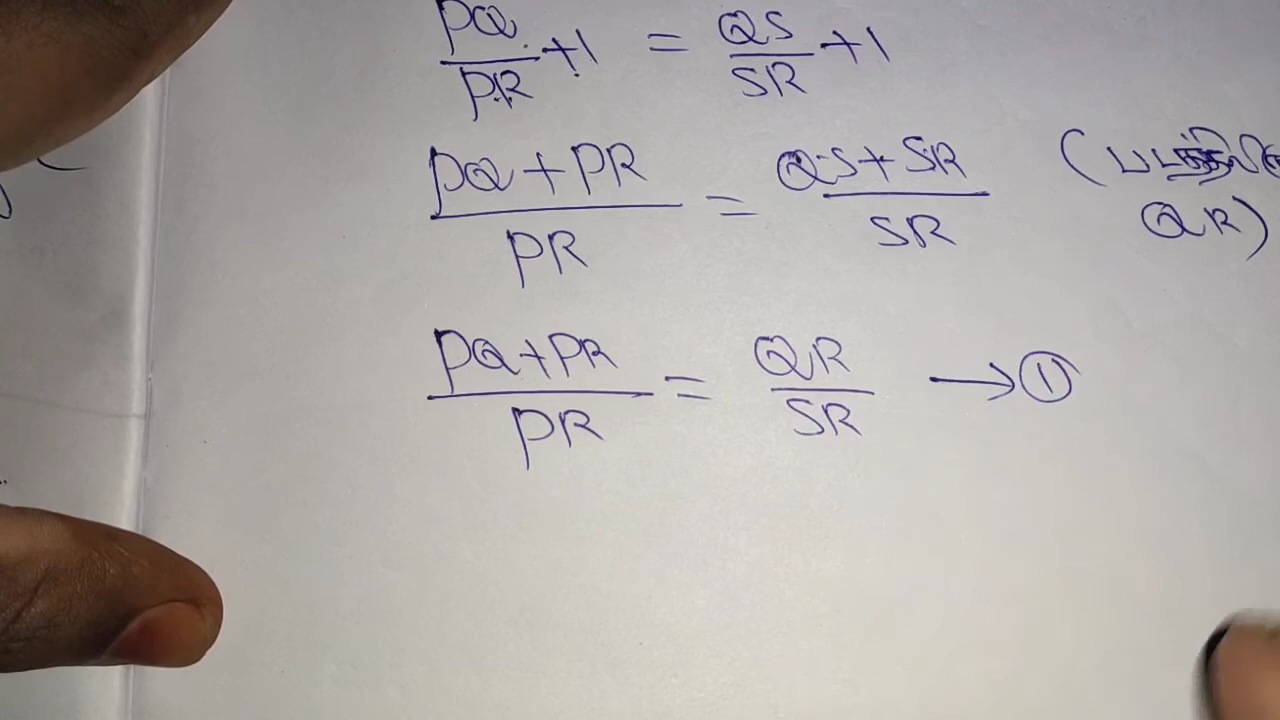 PQ/PR + 1 = QS/SR + 1
PQ + PR / PR = QS + SR / SR (
QR)
PQ + PR / PR = QR / SR → ①